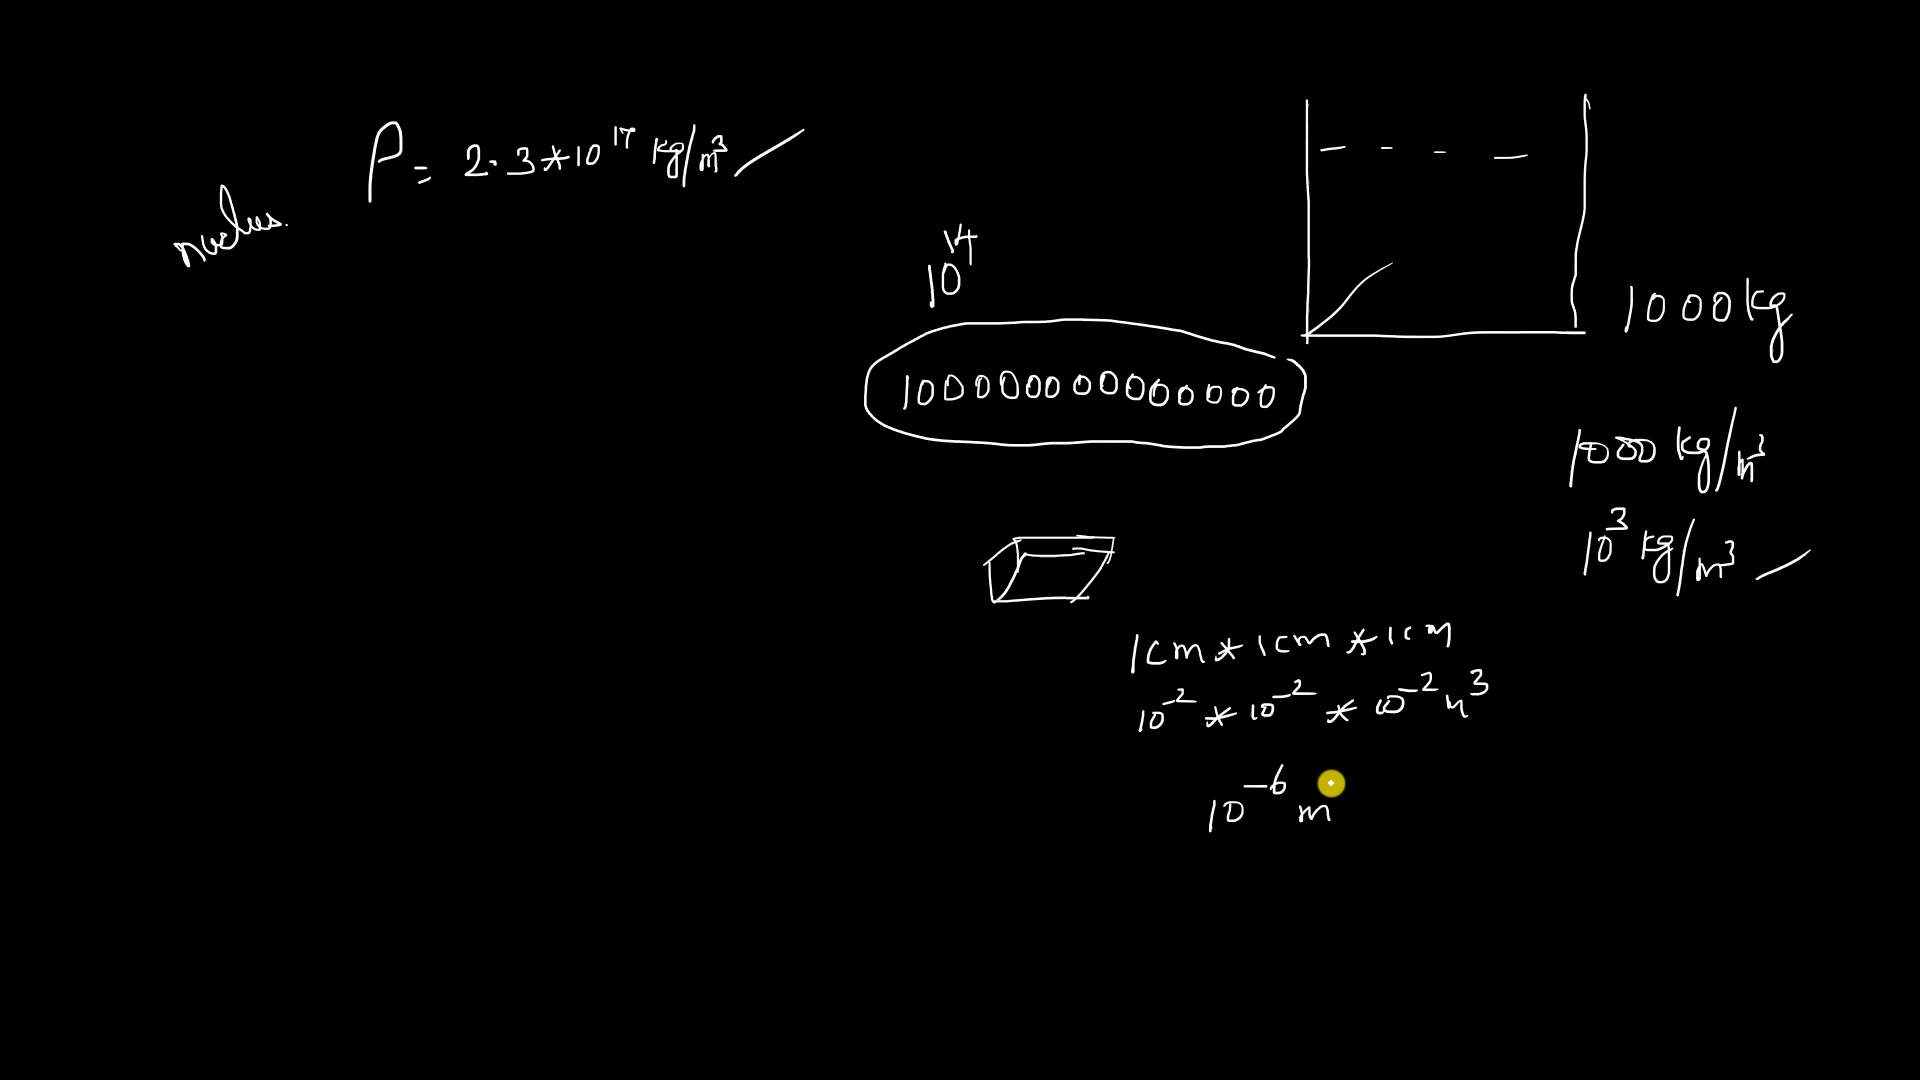 ρ = 2.3*10^17 kg/m^3
nucleus.
10^14
1000kg
100000000000000
1000 kg/m^3
10^3 kg/m^3
1cm * 1cm * 1cm
10^-2 * 10^-2 * 10^-2 m^3
10^-6 m